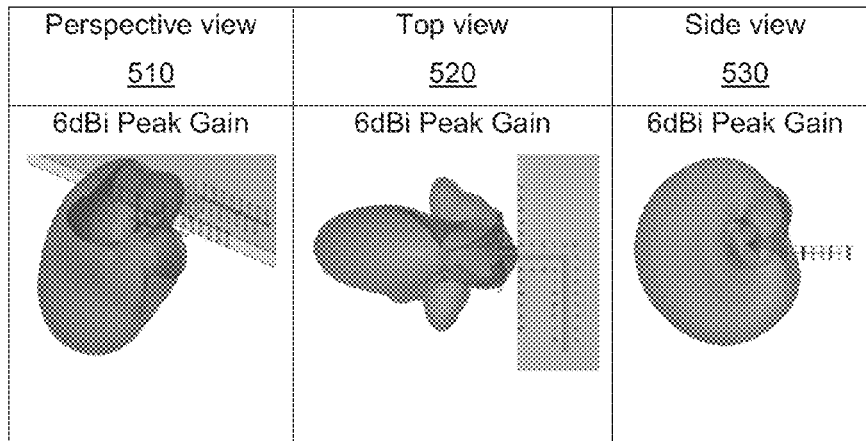 Perspective view
510
Top view
520
Side view
530
6dBi Peak Gain
6dBi Peak Gain
6dBi Peak Gain